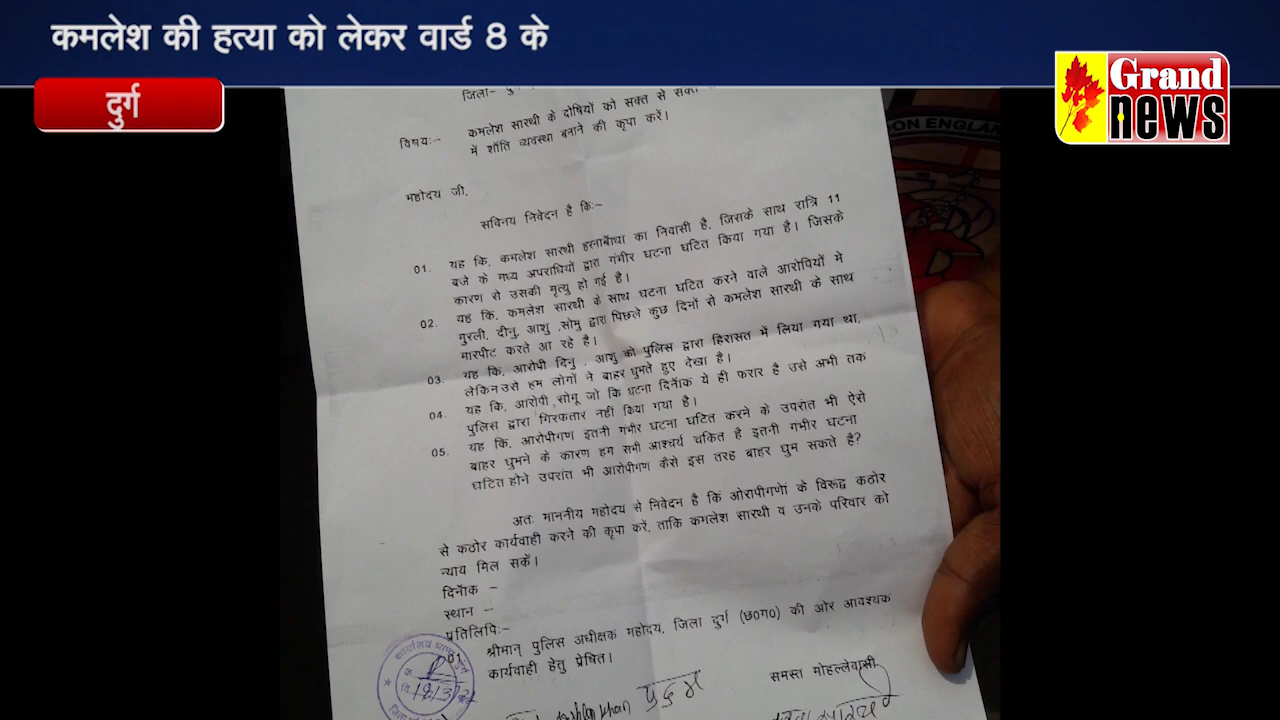 कमलेश की हत्या को लेकर वार्ड 8 के
दुर्ग
Grand
news
जिला-
कमलेश सारथी के दोषियों को सक्त से सक्त
विषयः-
में शॉति व्यवस्था बनाने की कृपा करें।
महोदय जी,
सविनय निवेदन है कि:-
01. यह कि, कमलेश सारथी का निवासी है, जिसके साथ रात्रि 11
बजे के मध्य अपराधियों द्वारा गंभीर घटना घटित किया गया है। जिसके
कारण से उसकी मृत्यु हो गई है।
02. यह कि, कमलेश सारथी के साथ घटना घटित करने वाले आरोपियों मे
मुरली, दीनु, आशु ,सोमु द्वारा पिछले कुछ दिनों से कमलेश सारथी के साथ
मारपीट करते आ रहे है।
03. यह कि, आरोपी दिनु , आशु को पुलिस द्वारा हिरासत में लिया गया था,
लेकिन उसे हम लोगों ने बाहर घुमते हुए देखा है।
04. यह कि, आरोपी ,सोमू जो कि घटना दिनॅाक ये ही फरार है उसे अभी तक
पुलिस द्वारा गिरफतार नहीं किया गया है।
05. यह कि, आरोपीगण इतनी गंभीर घटना घटित करने के उपरांत भी ऐसे
बाहर घुमने के कारण हम सभी आश्चर्य चकित है इतनी गंभीर घटना
घटित होने उपरांत भी आरोपीगण कैसे इस तरह बाहर घुम सकते है?
अतः माननीय महोदय से निवेदन है कि ओरापीगणेां के विरूद्व कठोर
से कठोर कार्यवाही करने की कृपा करें, ताकि कमलेश सारथी व उनके परिवार को
न्याय मिल सकें।
दिनॅाक -
स्थान -
प्रतिलिपिः-
01 श्रीमान् पुलिस अधीक्षक महोदय, जिला दुर्ग (छ0ग0) की ओर आवश्यक
कार्यवाही हेतु प्रेषित।
समस्त मोहल्लेवासी
khan